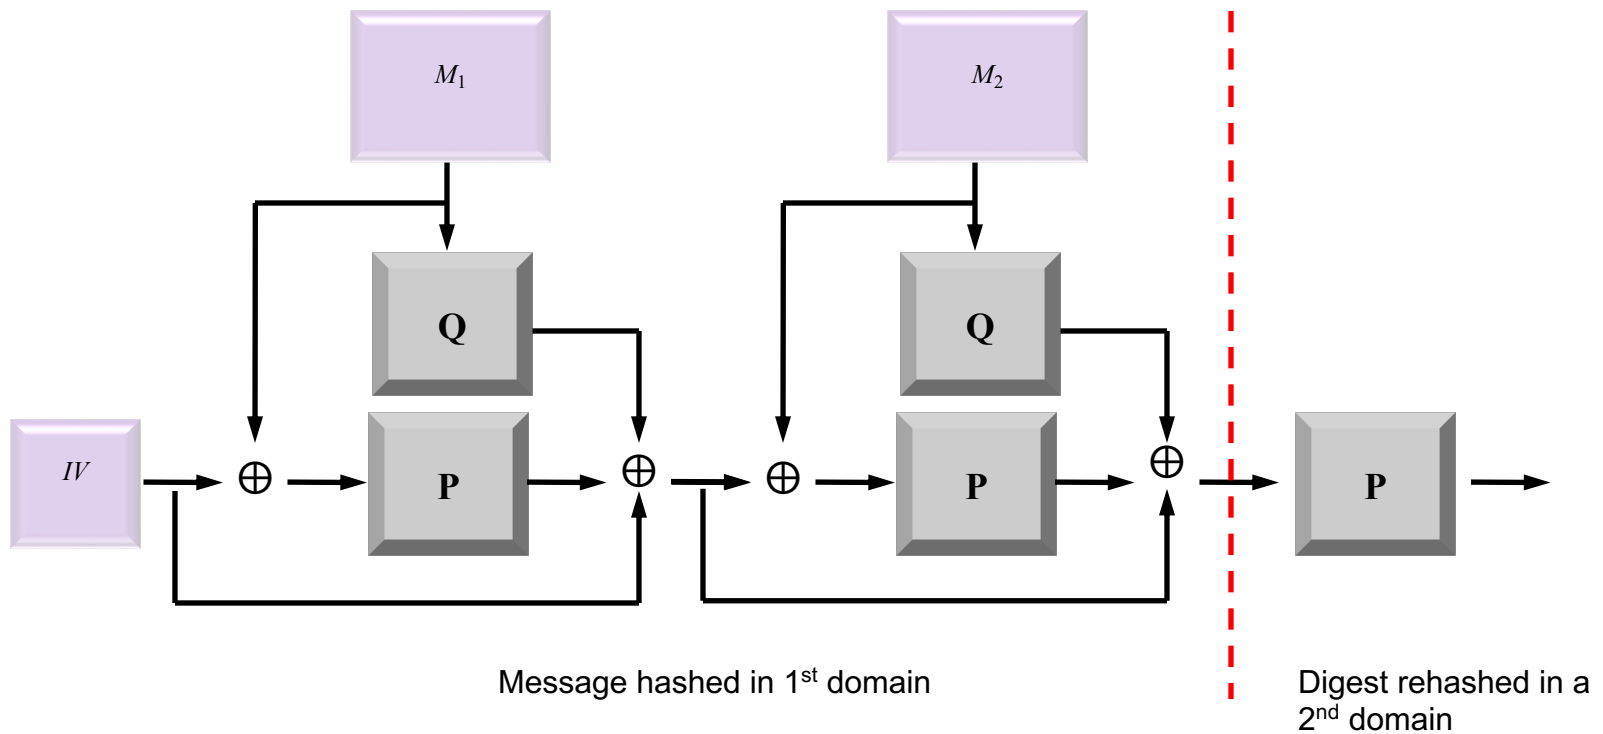 M₁
M₂
Q
Q
IV
P
P
P
Message hashed in 1ˢᵗ domain
Digest rehashed in a
2ⁿᵈ domain